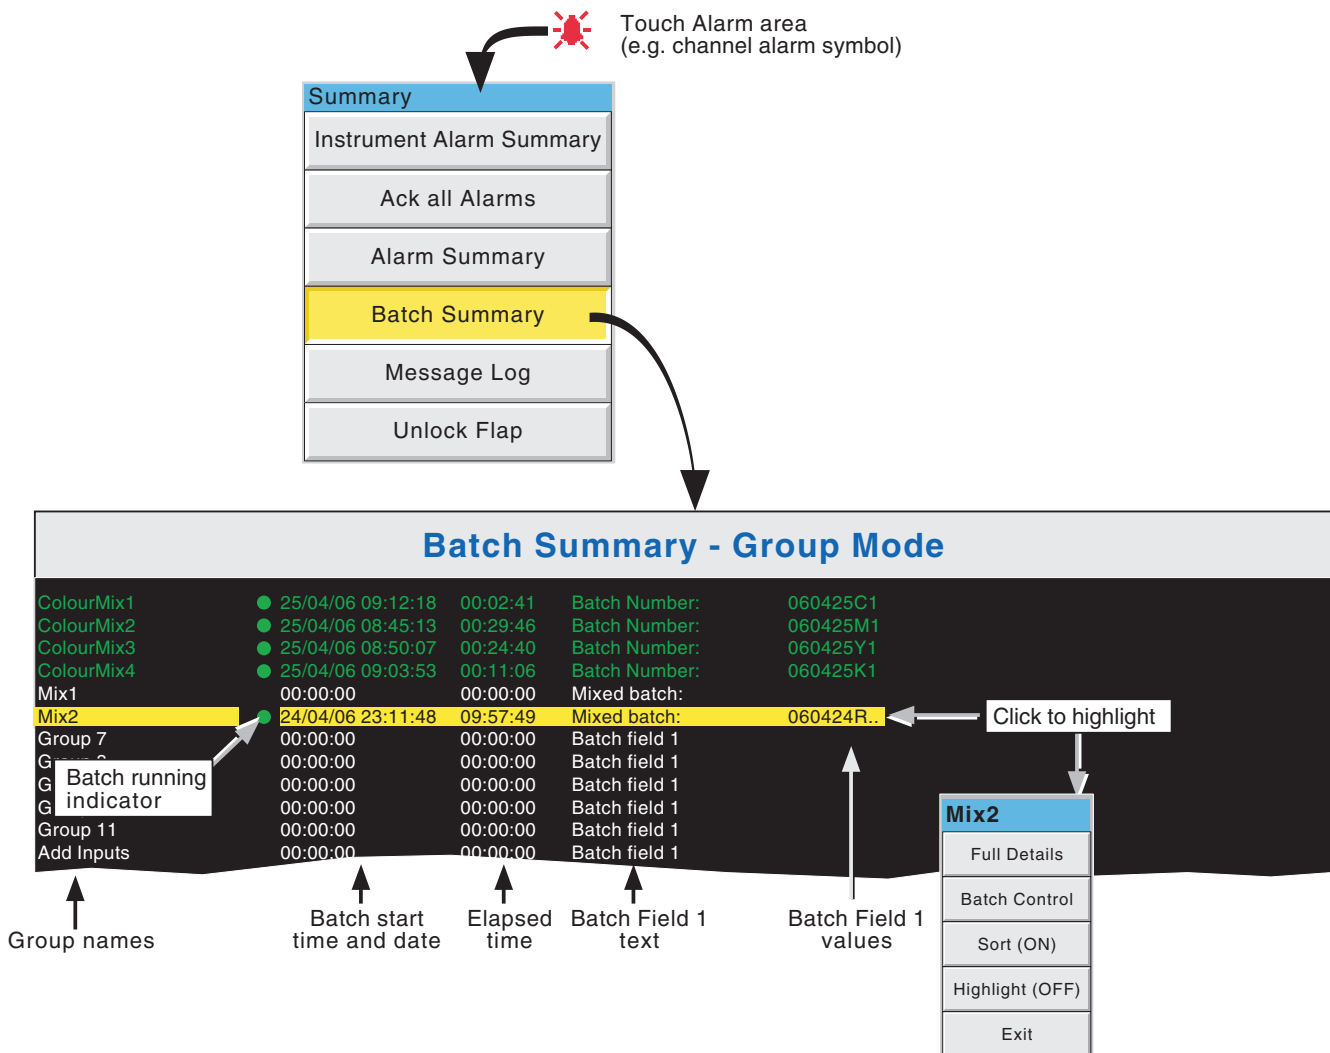 Touch Alarm area
(e.g. channel alarm symbol)
Summary
Instrument Alarm Summary
Ack all Alarms
Alarm Summary
Batch Summary
Message Log
Unlock Flap
Batch Summary - Group Mode
ColourMix1 25/04/06 09:12:18 00:02:41 Batch Number: 060425C1
ColourMix2 25/04/06 08:45:13 00:29:46 Batch Number: 060425M1
ColourMix3 25/04/06 08:50:07 00:24:40 Batch Number: 060425Y1
ColourMix4 25/04/06 09:03:53 00:11:06 Batch Number: 060425K1
Mix1 00:00:00 00:00:00 Mixed batch:
Mix2 24/04/06 23:11:48 09:57:49 Mixed batch: 060424R..
Click to highlight
Group 7 00:00:00 00:00:00 Batch field 1
00:00:00 00:00:00 Batch field 1
G 00:00:00 00:00:00 Batch field 1
G 00:00:00 00:00:00 Batch field 1
Batch running
indicator
Group 11 00:00:00 00:00:00 Batch field 1
Add Inputs 00:00:00 00:00:00 Batch field 1
Mix2
Full Details
Batch Control
Sort (ON)
Highlight (OFF)
Exit
Group names
Batch start
time and date
Elapsed
time
Batch Field 1
text
Batch Field 1
values